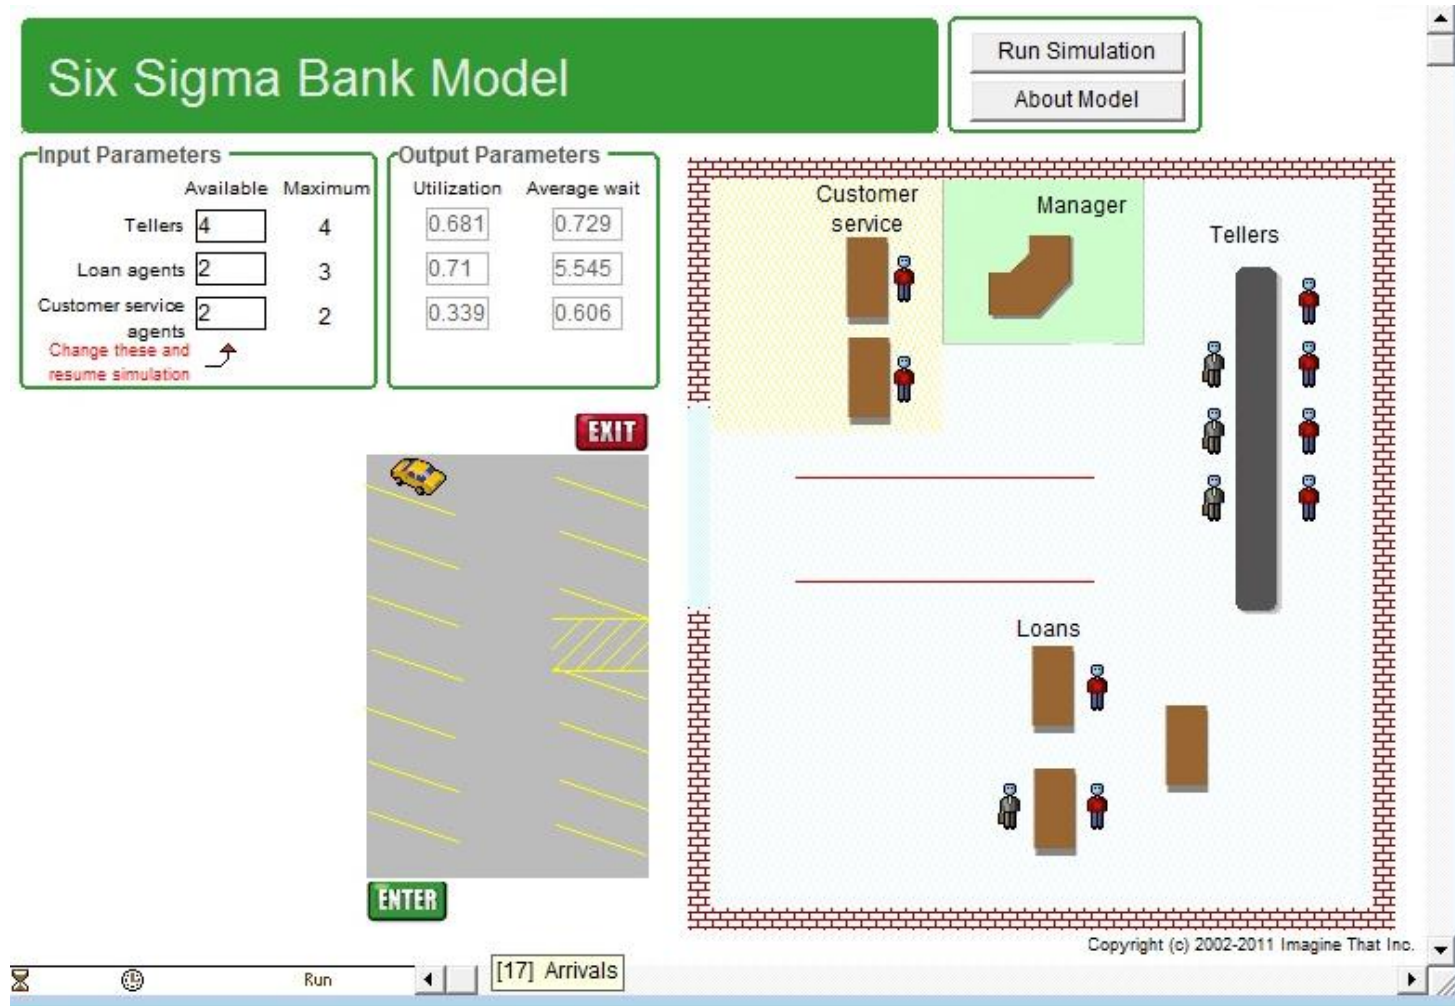 Six Sigma Bank Model
Run Simulation
About Model
Input Parameters
Available Maximum
Tellers 4 4
Loan agents 2 3
Customer service
agents 2 2
Change these and
resume simulation
Output Parameters
Utilization Average wait
0.681 0.729
0.71 5.545
0.339 0.606
Customer
service
Manager
Tellers
EXIT
Loans
ENTER
Copyright (c) 2002-2011 Imagine That Inc.
Run
[17] Arrivals